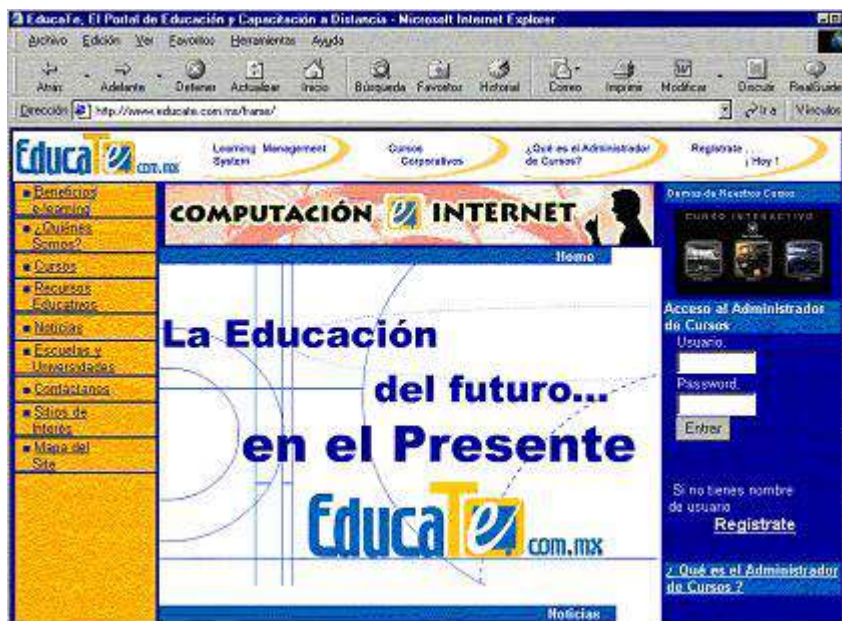 EducaTe, El Portal de Educación y Capacitación a Distancia - Microsoft Internet Explorer
Archivo Edición Ver Favoritos Herramientas Ayuda
Atrás Adelante Detener Actualizar Inicio Búsqueda Favoritos Historial Correo Imprimir Modificar Discutir RealGuide
Dirección http://www.educate.com.mx/frame/ Ir a Vínculos
EducaTe.com.mx
Learning Management
System
Cursos
Corporativos
¿Qué es el Administrador
de Cursos?
Regístrate . . .
¡ Hoy !
Beneficios
e-learning
¿Quiénes
Somos?
Cursos
Recursos
Educativos
Noticias
Escuelas y
Universidades
Contáctanos
Sitios de
Interés
Mapa del
Site
COMPUTACIÓN e INTERNET
Home
La Educación
del futuro...
en el Presente
EducaTe.com.mx
Noticias
Demos de Nuestros Cursos
CURSO INTERACTIVO
Acceso al Administrador
de Cursos
Usuario.
Password.
Entrar
Si no tienes nombre
de usuario
Regístrate
¿ Qué es el Administrador
de Cursos ?